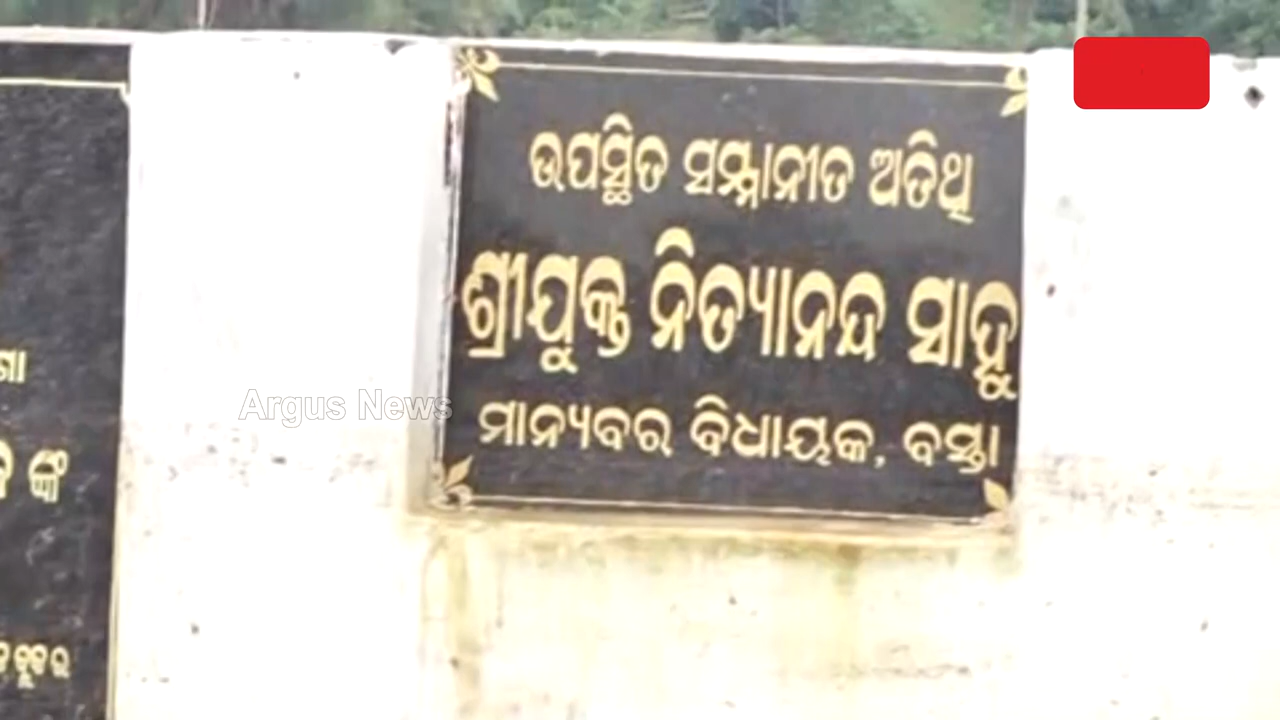 ଉପସ୍ଥିତ ସମ୍ମାନୀତ ଅତିଥି
ଶ୍ରୀଯୁକ୍ତ ନିତ୍ୟାନନ୍ଦ ସାହୁ
ମାନ୍ୟବର ବିଧାୟକ, ବସ୍ତା
Argus News